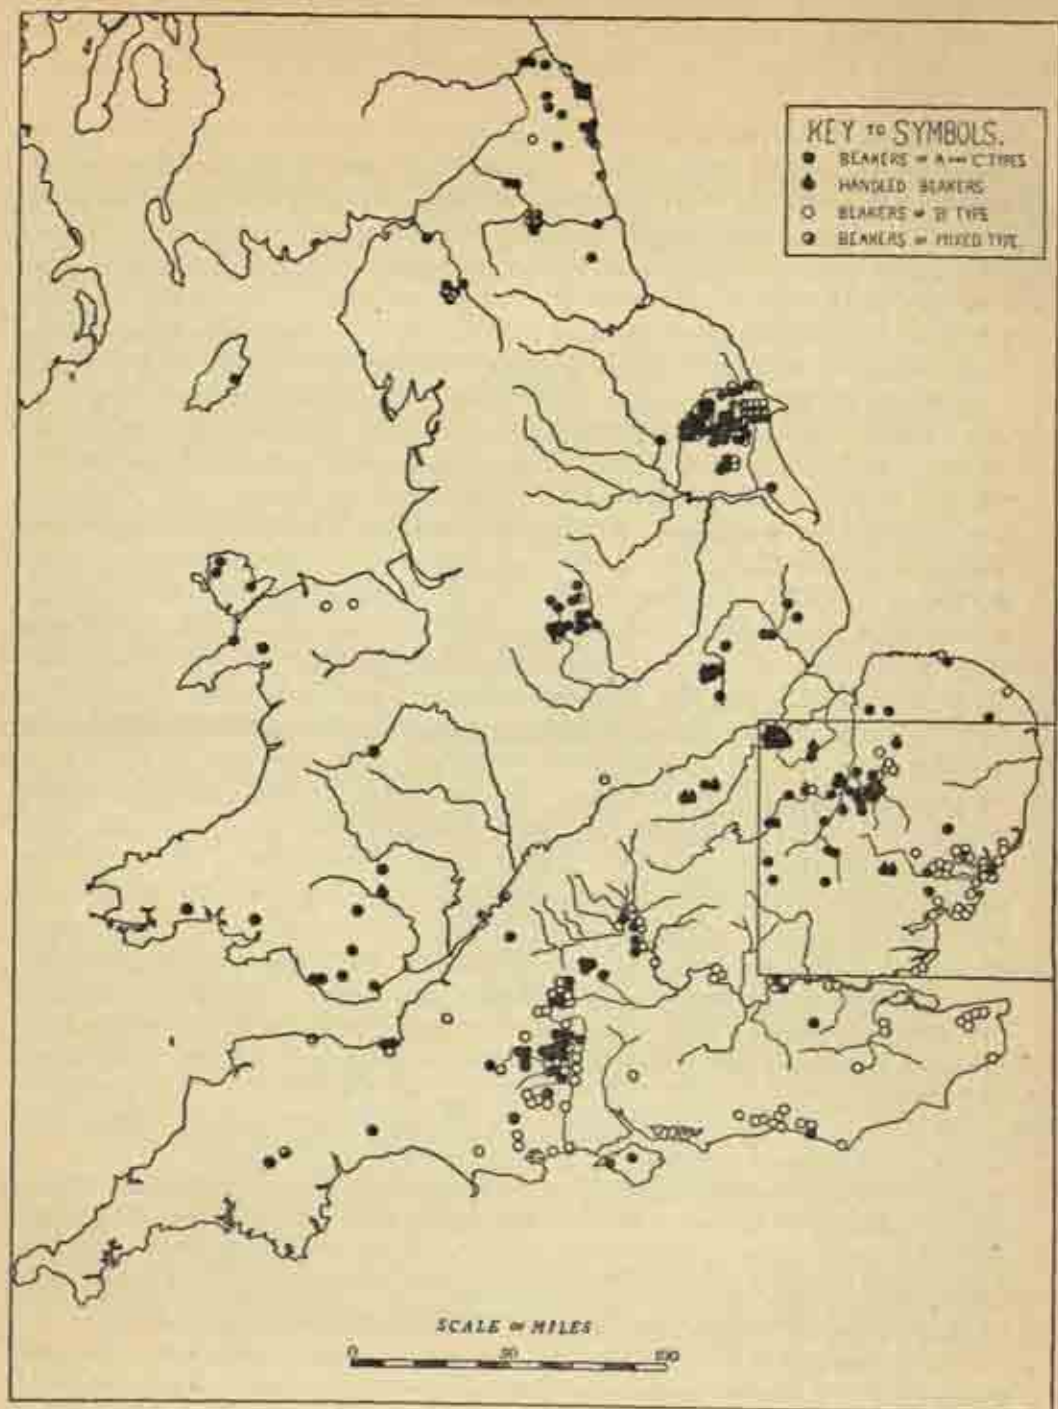 KEY TO SYMBOLS.
BEAKERS OF A AND C TYPES
HANDLED BEAKERS
BEAKERS OF B TYPE
BEAKERS OF MIXED TYPE
SCALE OF MILES
0 50 100